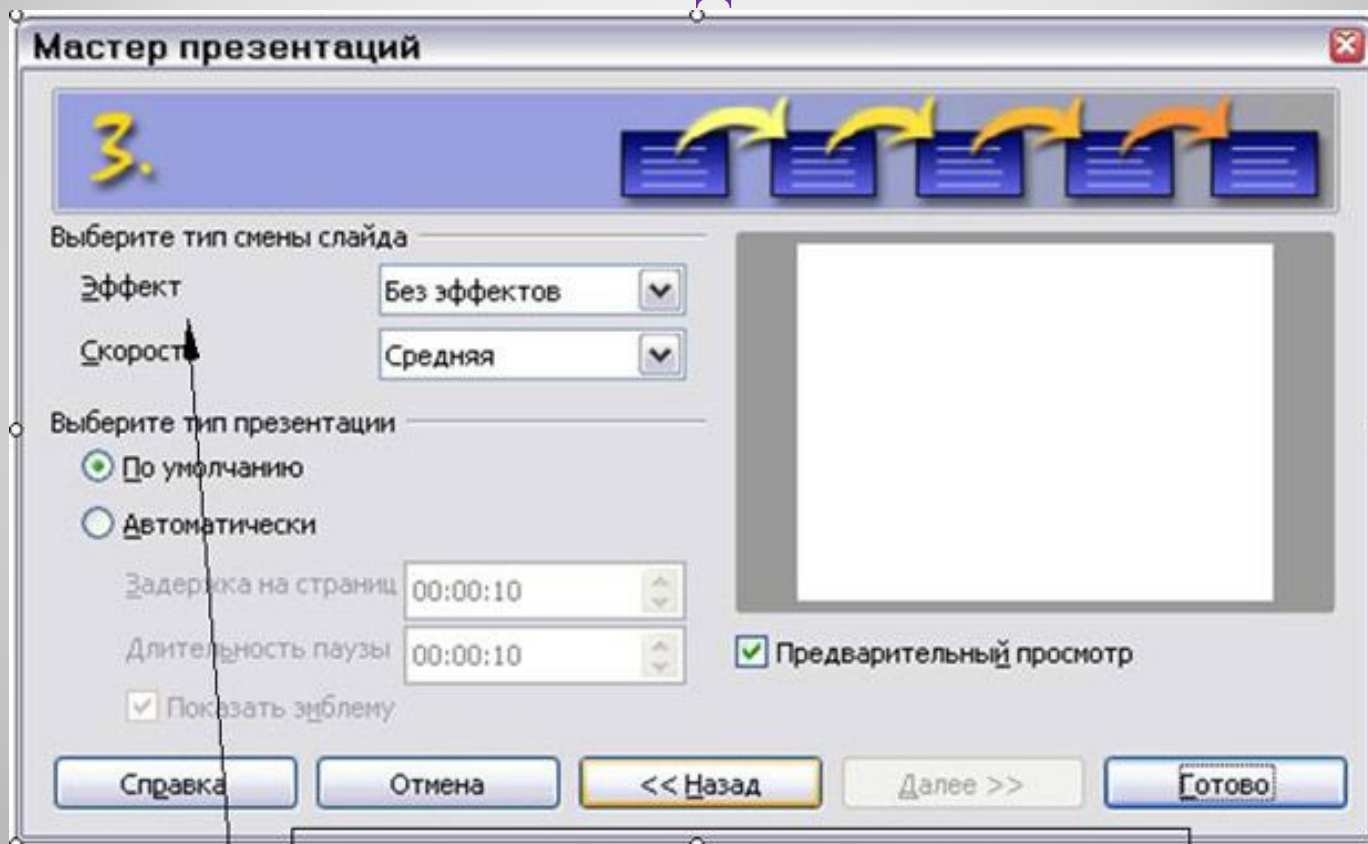 Мастер презентаций
3.
Выберите тип смены слайда
Эффект
Без эффектов
Скорость
Средняя
Выберите тип презентации
По умолчанию
Автоматически
Задержка на страниц
00:00:10
Длительность паузы
00:00:10
Показать эмблему
Предварительный просмотр
Справка
Отмена
<< Назад
Далее >>
Готово